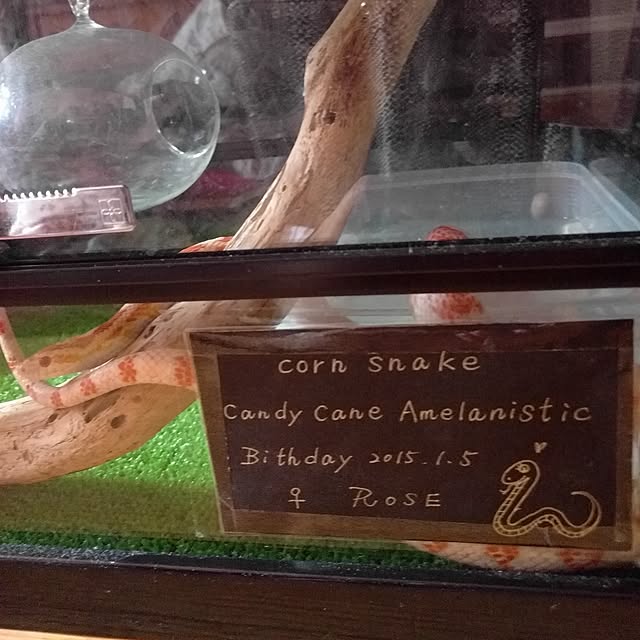 corn snake
Candy Cane Amelanistic
Bithday 2015.1.5
♀ ROSE